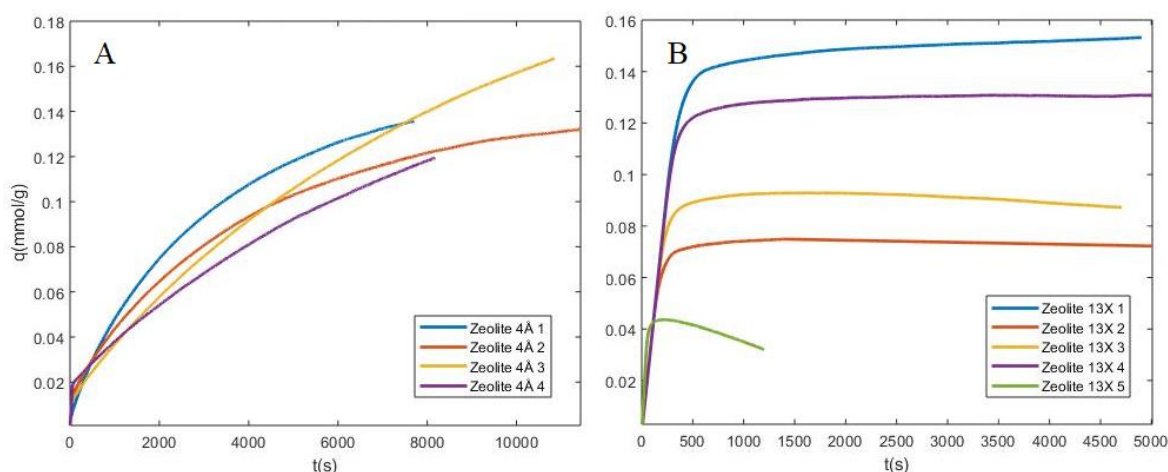 A
q(mmol/g)
0.18
0.16
0.14
0.12
0.1
0.08
0.06
0.04
0.02
0
2000
4000
6000
8000
10000
t(s)
Zeolite 4Å 1
Zeolite 4Å 2
Zeolite 4Å 3
Zeolite 4Å 4
B
0.16
0.14
0.12
0.1
0.08
0.06
0.04
0.02
0
500
1000
1500
2000
2500
3000
3500
4000
4500
5000
t(s)
Zeolite 13X 1
Zeolite 13X 2
Zeolite 13X 3
Zeolite 13X 4
Zeolite 13X 5